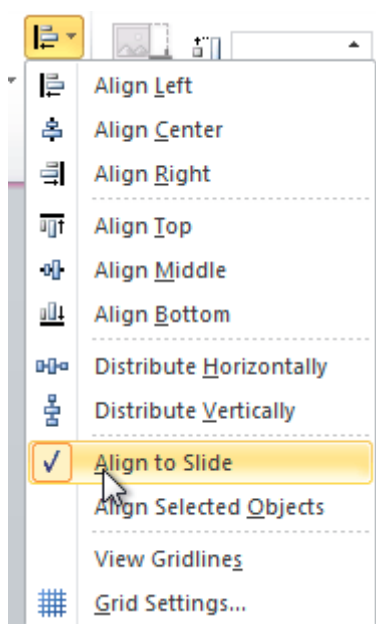 Align Left
Align Center
Align Right
Align Top
Align Middle
Align Bottom
Distribute Horizontally
Distribute Vertically
Align to Slide
Align Selected Objects
View Gridlines
Grid Settings...